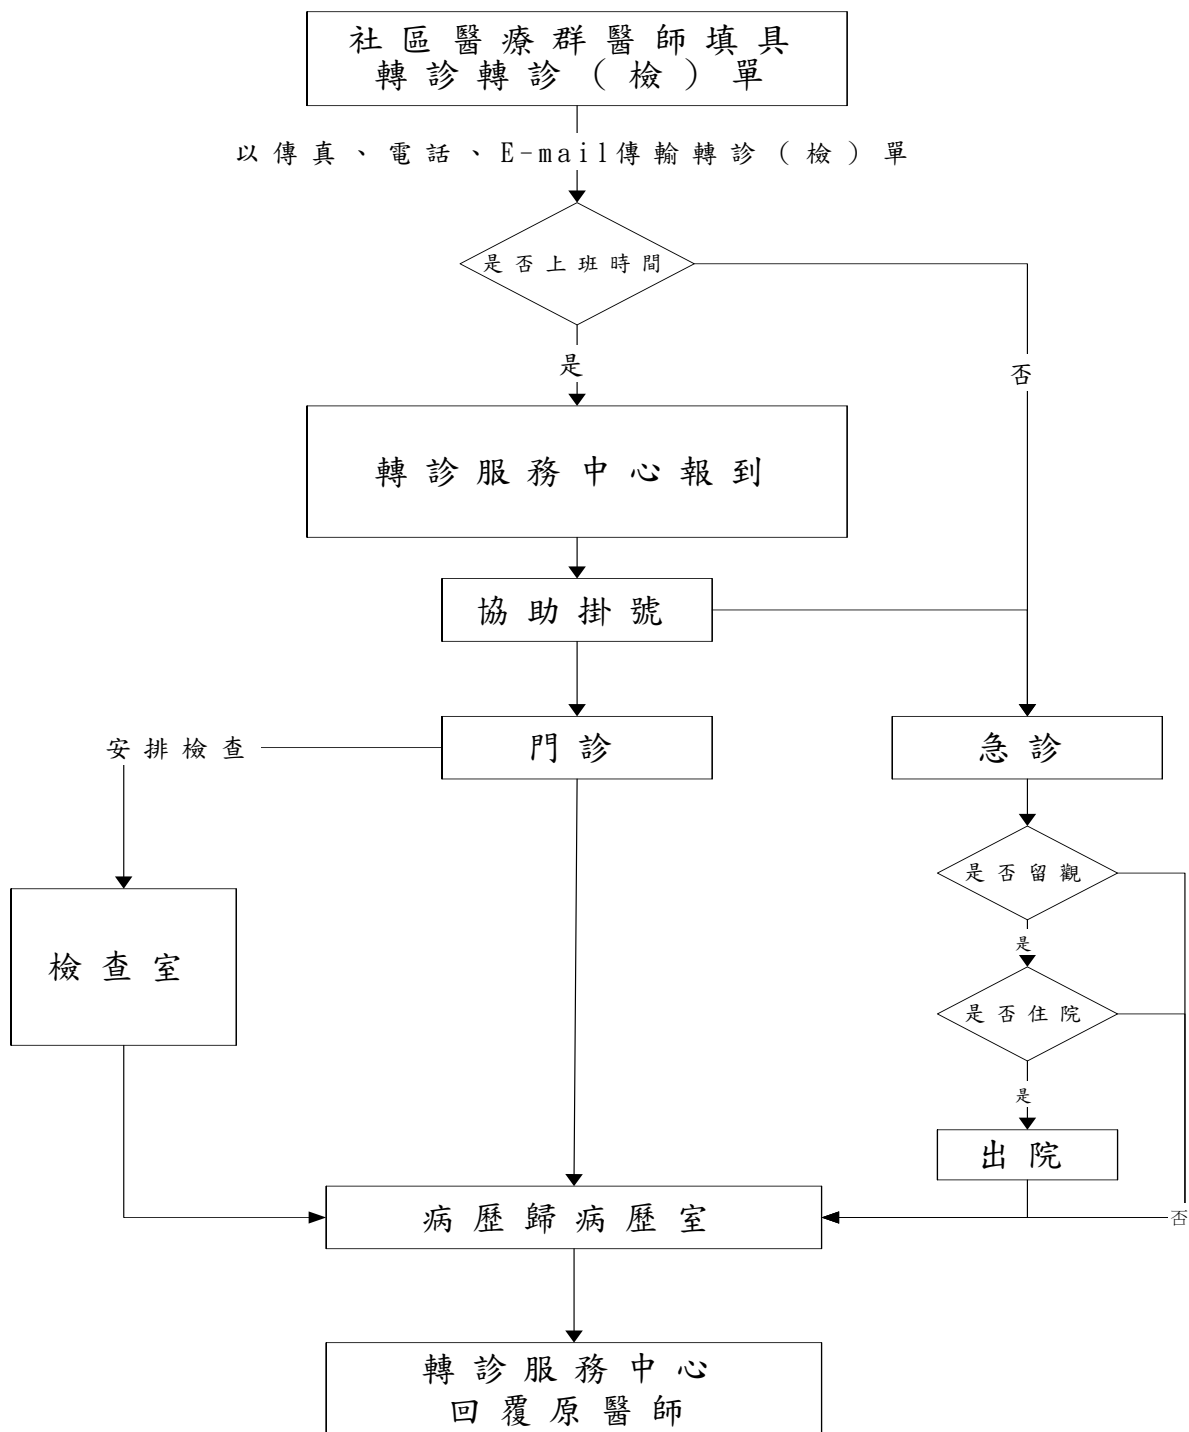 社區醫療群醫師填具
轉診轉診（檢）單
以傳真、電話、E-mail傳輸轉診（檢）單
是否上班時間
是
否
轉診服務中心報到
協助掛號
安排檢查
門診
急診
是否留觀
檢查室
是
是否住院
是
出院
病歷歸病歷室
否
轉診服務中心
回覆原醫師